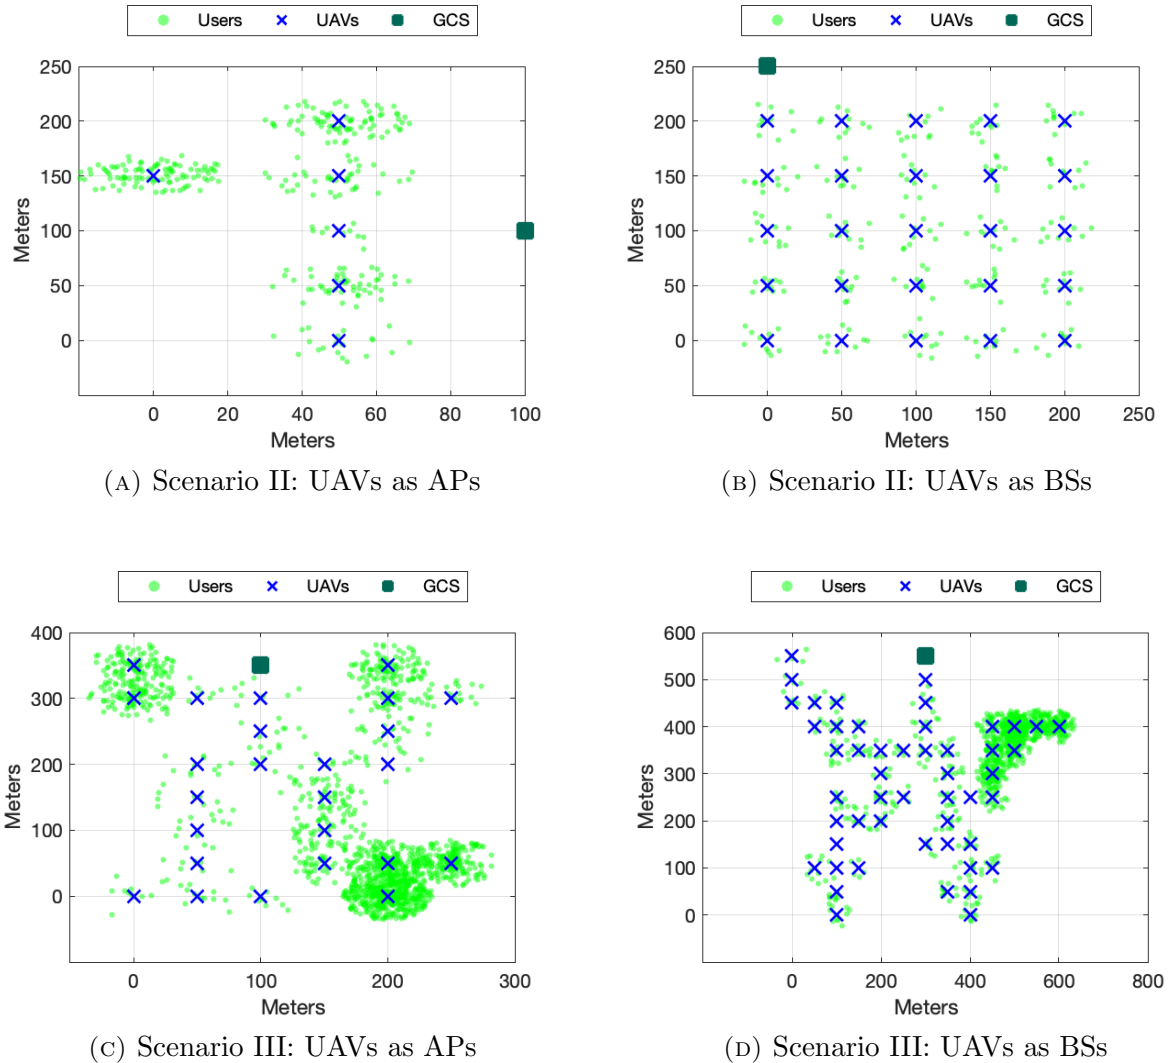 Users UAVs GCS
250
200
150
100
50
0
0 20 40 60 80 100
Meters
Meters
(A) Scenario II: UAVs as APs
Users UAVs GCS
250
200
150
100
50
0
0 50 100 150 200 250
Meters
Meters
(B) Scenario II: UAVs as BSs
Users UAVs GCS
400
300
200
100
0
0 100 200 300
Meters
Meters
(C) Scenario III: UAVs as APs
Users UAVs GCS
600
500
400
300
200
100
0
0 200 400 600 800
Meters
Meters
(D) Scenario III: UAVs as BSs